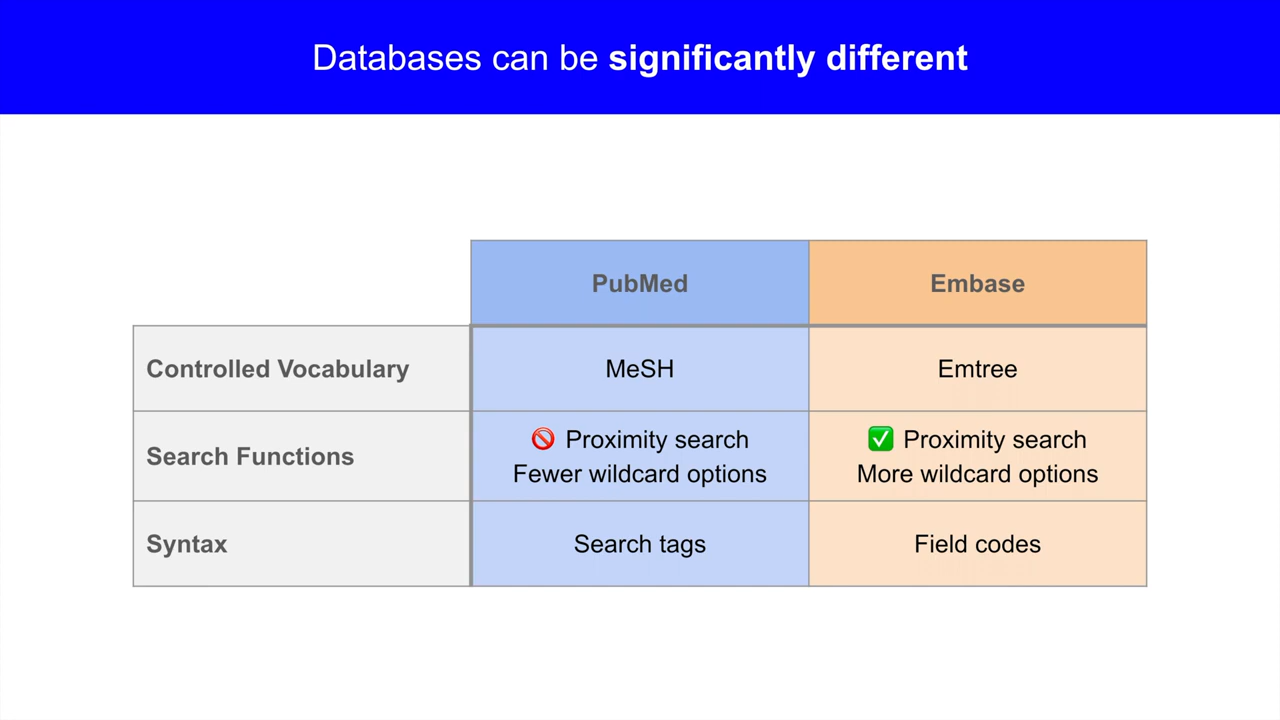 Databases can be significantly different
PubMed
Embase
Controlled Vocabulary
MeSH
Emtree
Search Functions
🚫 Proximity search
Fewer wildcard options
✅ Proximity search
More wildcard options
Syntax
Search tags
Field codes